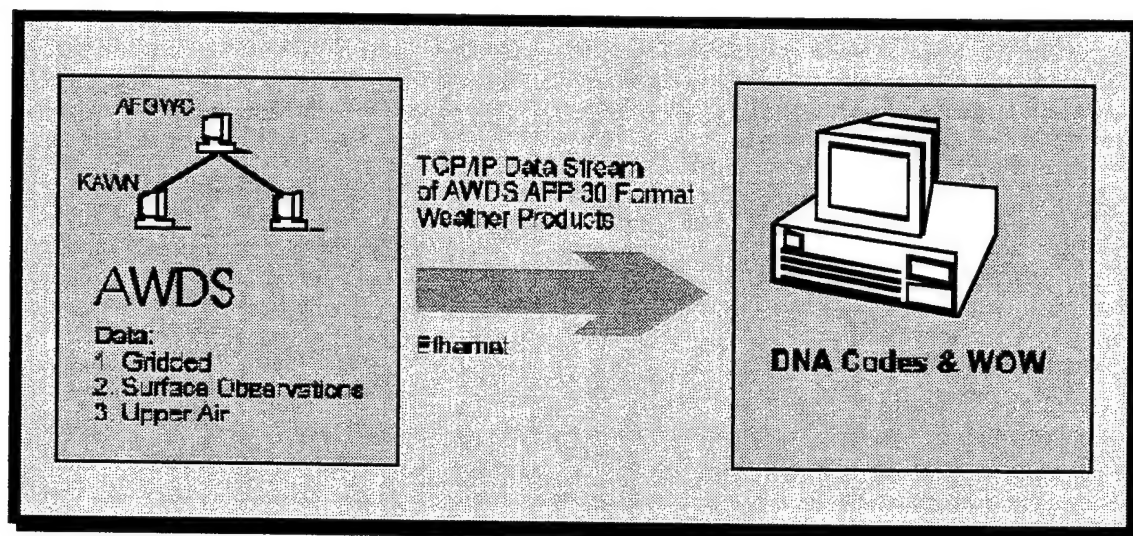 AFGWC
KAWN
AWDS
Data:
1 Gridded
2. Surface Observations
3. Upper Air
TCP/IP Data Stream
of AWDS APP 30 Format
Weather Products
Ethernet
DNA Codes & WOW